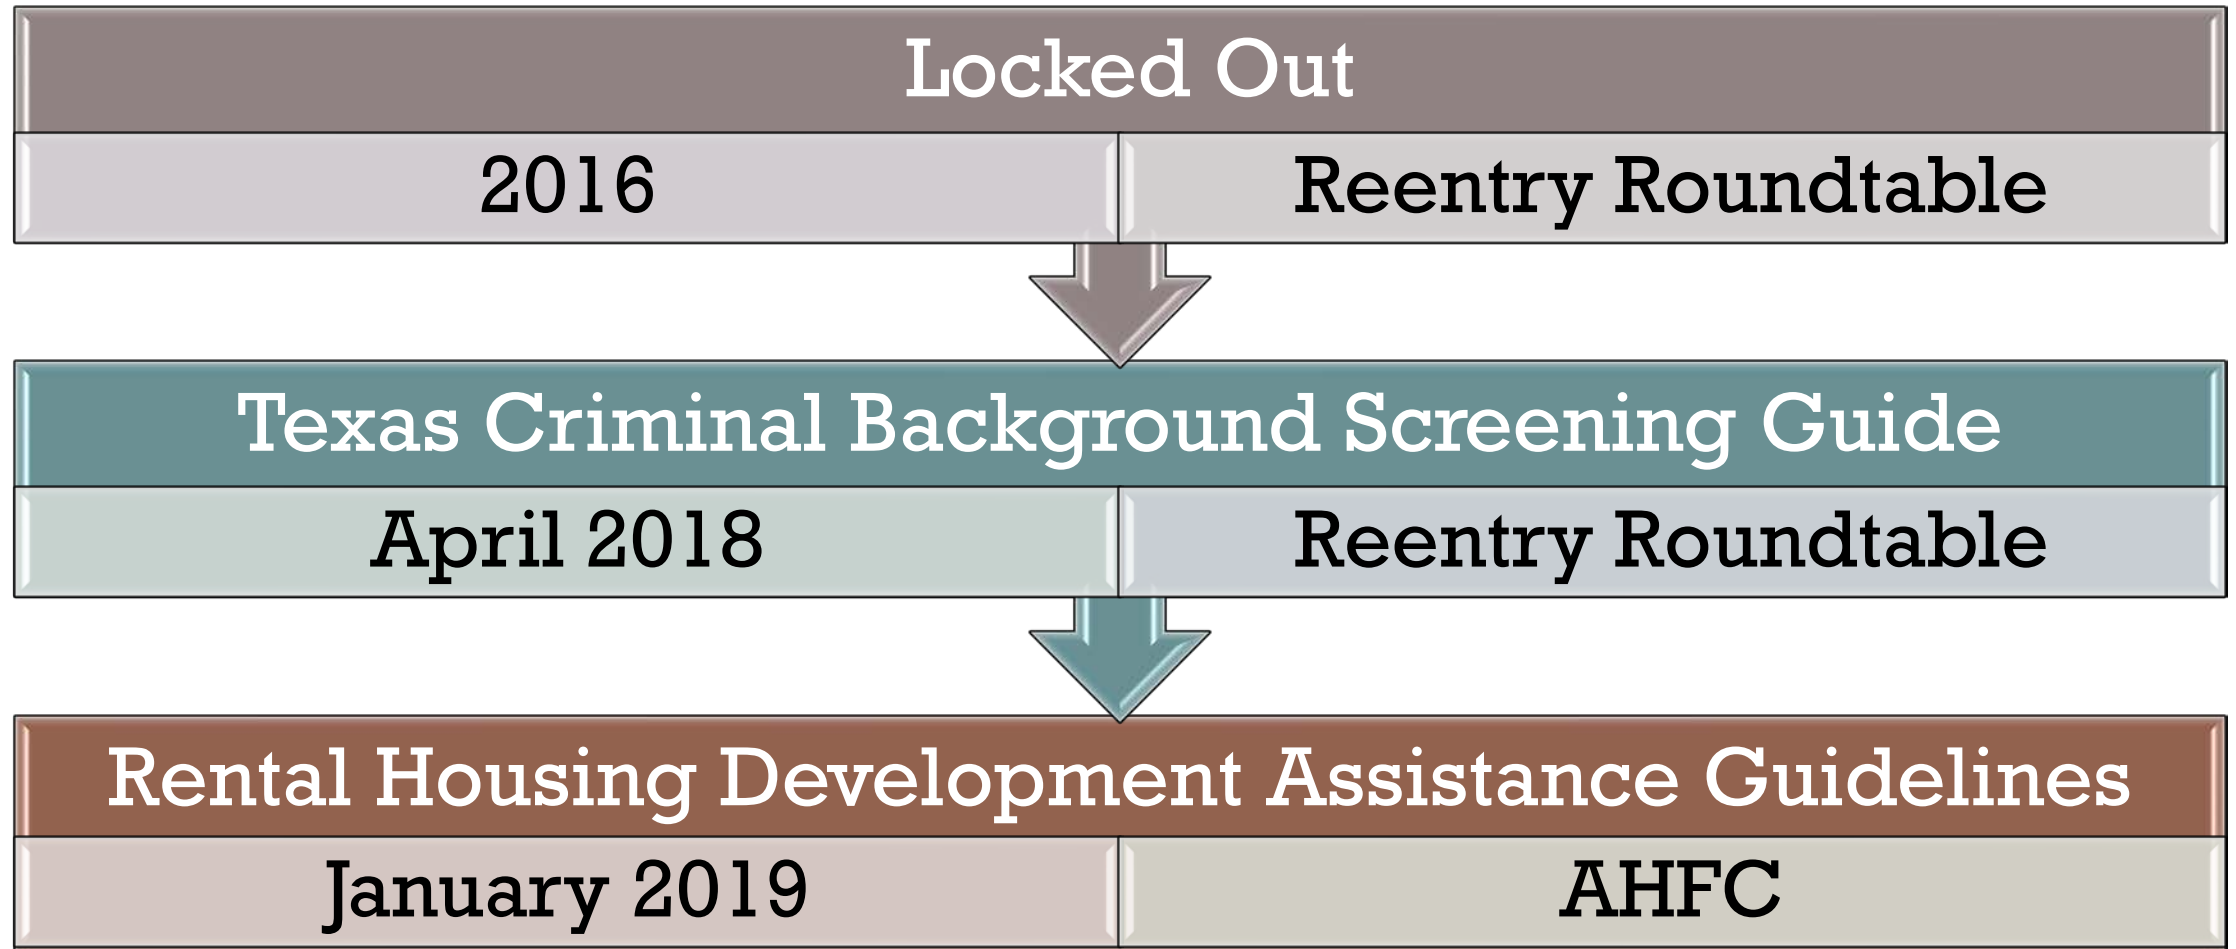 Locked Out
2016
Reentry Roundtable
Texas Criminal Background Screening Guide
April 2018
Reentry Roundtable
Rental Housing Development Assistance Guidelines
January 2019
AHFC